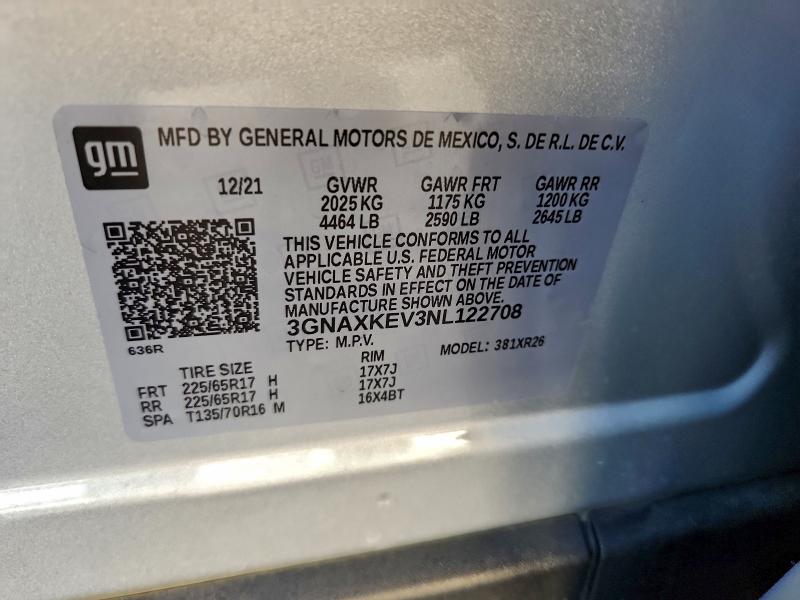 gm
MFD BY GENERAL MOTORS DE MEXICO, S. DE R.L. DE C.V.
12/21 GVWR GAWR FRT GAWR RR
2025 KG 1175 KG 1200 KG
4464 LB 2590 LB 2645 LB
THIS VEHICLE CONFORMS TO ALL
APPLICABLE U.S. FEDERAL MOTOR
VEHICLE SAFETY AND THEFT PREVENTION
STANDARDS IN EFFECT ON THE DATE OF
MANUFACTURE SHOWN ABOVE.
3GNAXKEV3NL122708
636R
TYPE: M.P.V. MODEL: 381XR26
TIRE SIZE RIM
FRT 225/65R17 H 17X7J
RR 225/65R17 H 17X7J
SPA T135/70R16 M 16X4BT